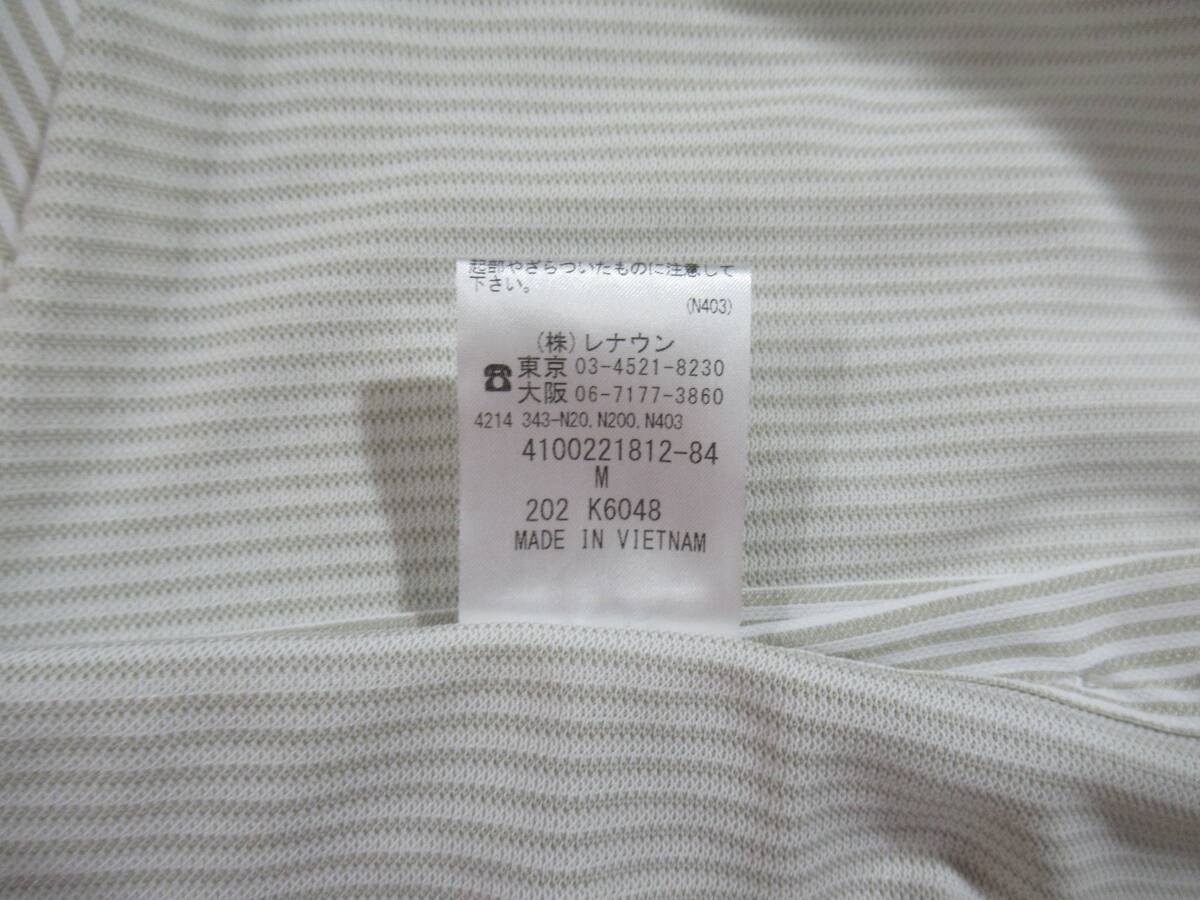 起部やざらついたものに注意して
下さい。
(N403)
(株)レナウン
☎東京 03-4521-8230
大阪 06-7177-3860
4214 343-N20, N200, N403
4100221812-84
M
202 K6048
MADE IN VIETNAM